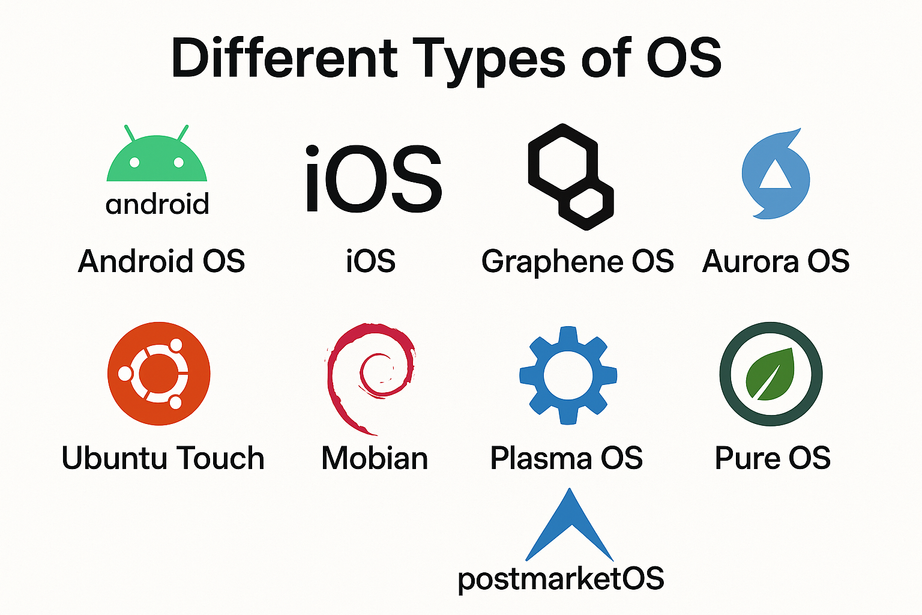 Different Types of OS
android
iOS
Android OS
iOS
Graphene OS
Aurora OS
Ubuntu Touch
Mobian
Plasma OS
Pure OS
postmarketOS